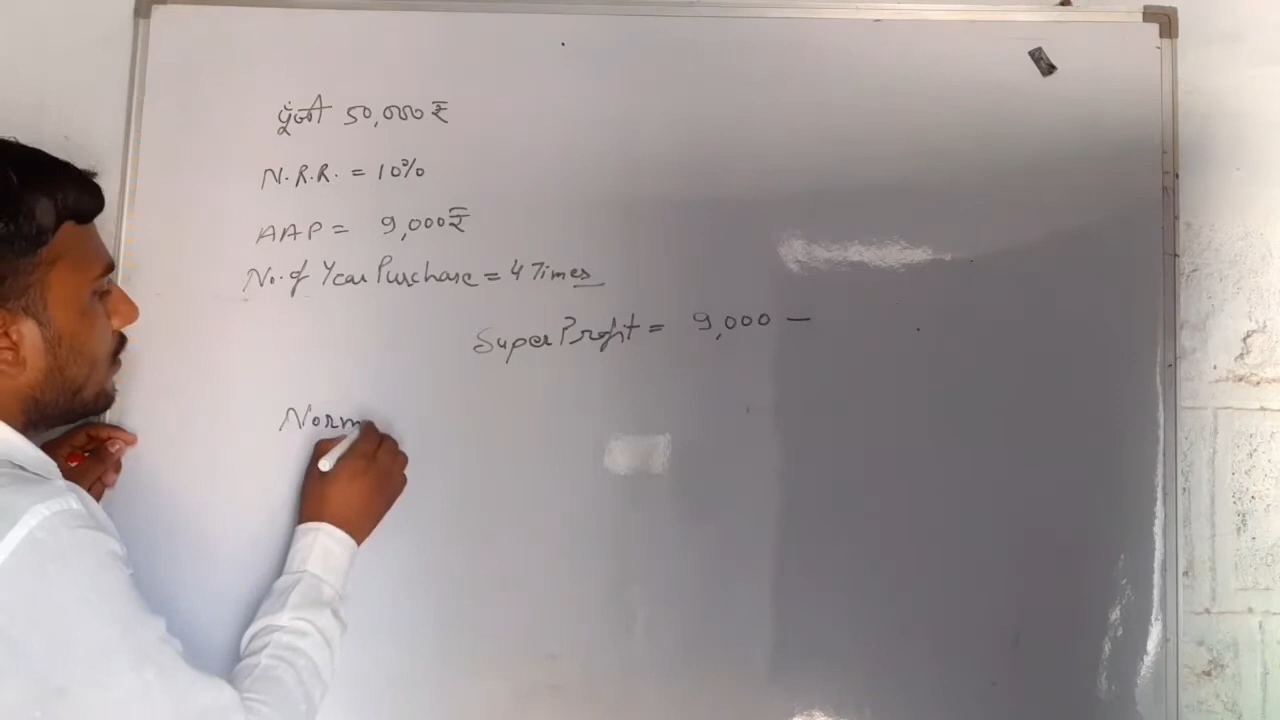 पूंजी 50,000₹
N.R.R. = 10%
AAP = 9,000₹
No. of Year Purchase = 4 Times
Super Profit = 9,000 —
Norm